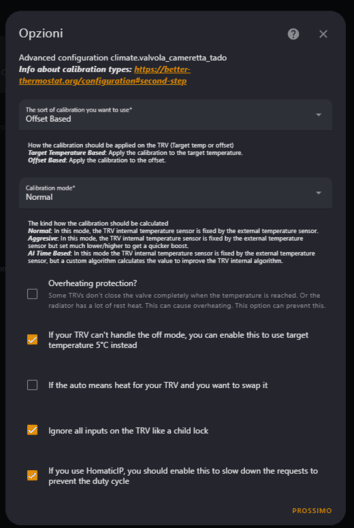 Opzioni
Advanced configuration climate.valvola_cameretta_tado
Info about calibration types: https://better-
thermostat.org/configuration#second-step
The sort of calibration you want to use*
Offset Based
How the calibration should be applied on the TRV (Target temp or offset)
Target Temperature Based: Apply the calibration to the target temperature.
Offset Based: Apply the calibration to the offset.
Calibration mode*
Normal
The kind how the calibration should be calculated
Normal: In this mode, the TRV internal temperature sensor is fixed by the external temperature sensor.
Aggresive: In this mode, the TRV internal temperature sensor is fixed by the external temperature
sensor but set much lower/higher to get a quicker boost.
AI Time Based: In this mode the TRV internal temperature sensor is fixed by the external temperature
sensor, but a custom algorithm calculates the value to improve the TRV internal algorithm.
Overheating protection?
Some TRVs don't close the valve completely when the temperature is reached. Or the
radiator has a lot of rest heat. This can cause overheating. This option can prevent this.
If your TRV can't handle the off mode, you can enable this to use target
temperature 5°C instead
If the auto means heat for your TRV and you want to swap it
Ignore all inputs on the TRV like a child lock
If you use HomaticIP, you should enable this to slow down the requests to
prevent the duty cycle
PROSSIMO